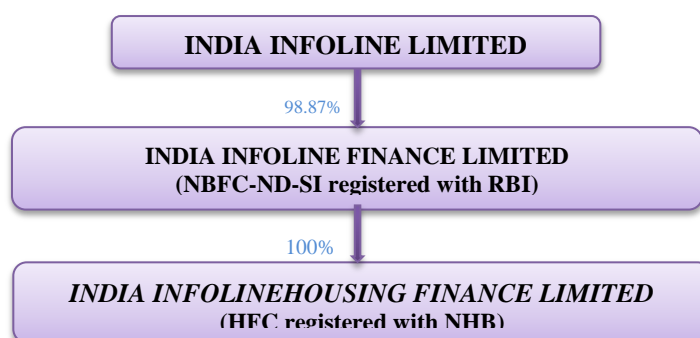 INDIA INFOLINE LIMITED
98.87%
INDIA INFOLINE FINANCE LIMITED
(NBFC-ND-SI registered with RBI)
100%
INDIA INFOLINEHOUSING FINANCE LIMITED
(HFC registered with NHB)